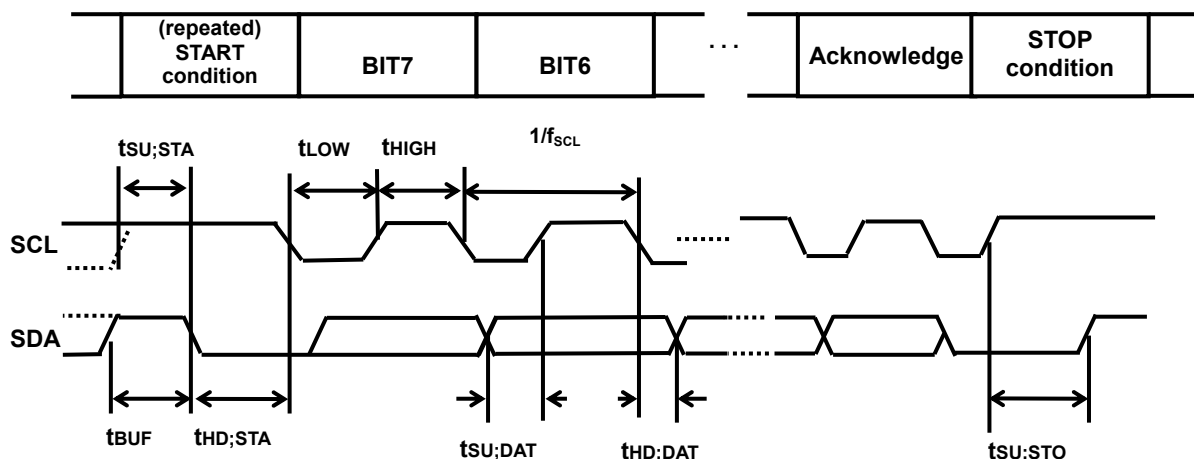 (repeated)
START
condition
BIT7
BIT6
. . .
Acknowledge
STOP
condition
tSU;STA
tLOW
tHIGH
1/fSCL
SCL
SDA
tBUF
tHD;STA
tSU;DAT
tHD;DAT
tSU;STO